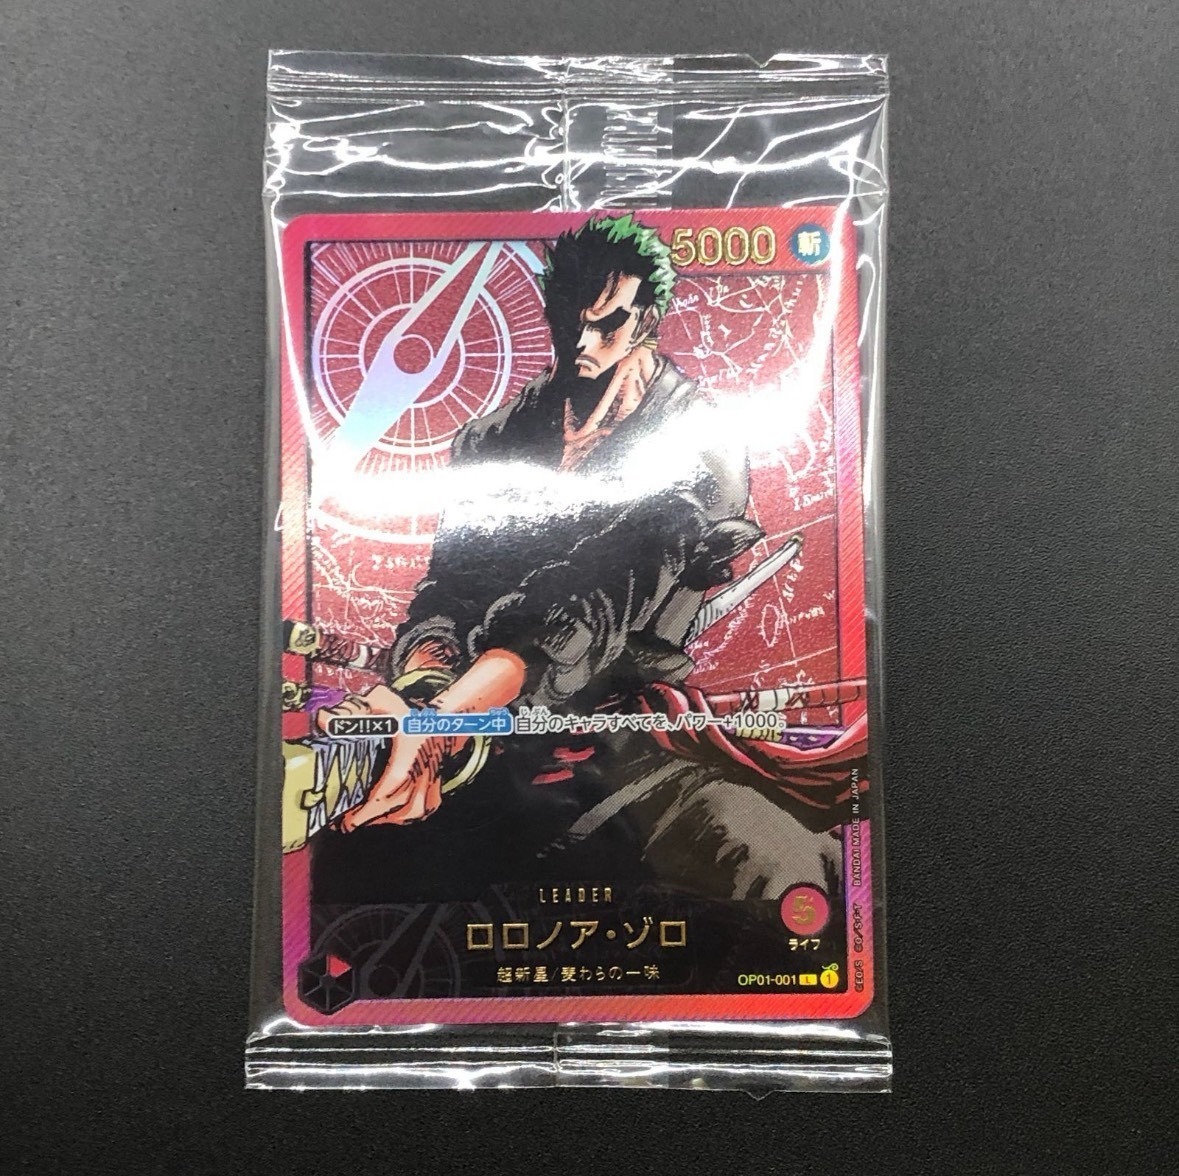 5000
斬
ドン!!×1 自分のターン中 自分のキャラすべてを、パワー+1000。
LEADER
ロロノア・ゾロ
超新星/麦わらの一味
5
ライフ
OP01-001 L 1
BANDAI MADE IN JAPAN